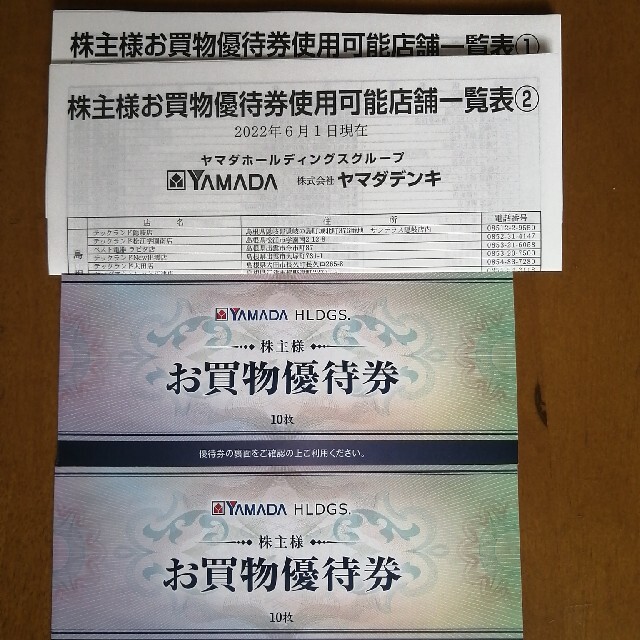 株主様お買物優待券使用可能店舗一覧表①
株主様お買物優待券使用可能店舗一覧表②
2022年6月1日現在
ヤマダホールディングスグループ
YAMADA 株式会社 ヤマダデンキ
店 名 住 所 電話番号
島
YAMADA HLDGS.
株主様
お買物優待券
10枚
優待券の裏面をご確認の上ご利用ください。
YAMADA HLDGS.
株主様
お買物優待券
10枚